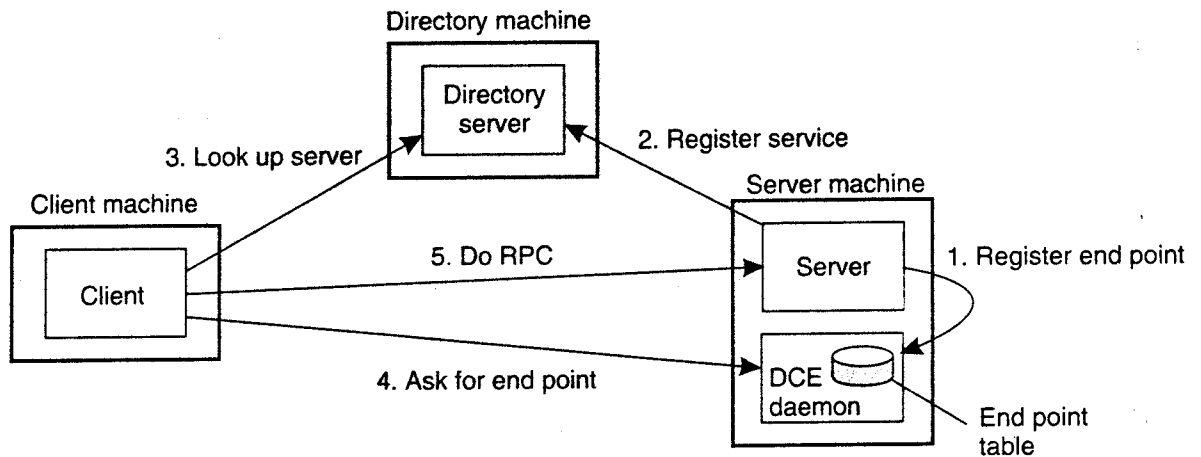 Directory machine
Directory
server
3. Look up server
2. Register service
Client machine
Server machine
5. Do RPC
1. Register end point
Client
Server
4. Ask for end point
DCE
daemon
End point
table